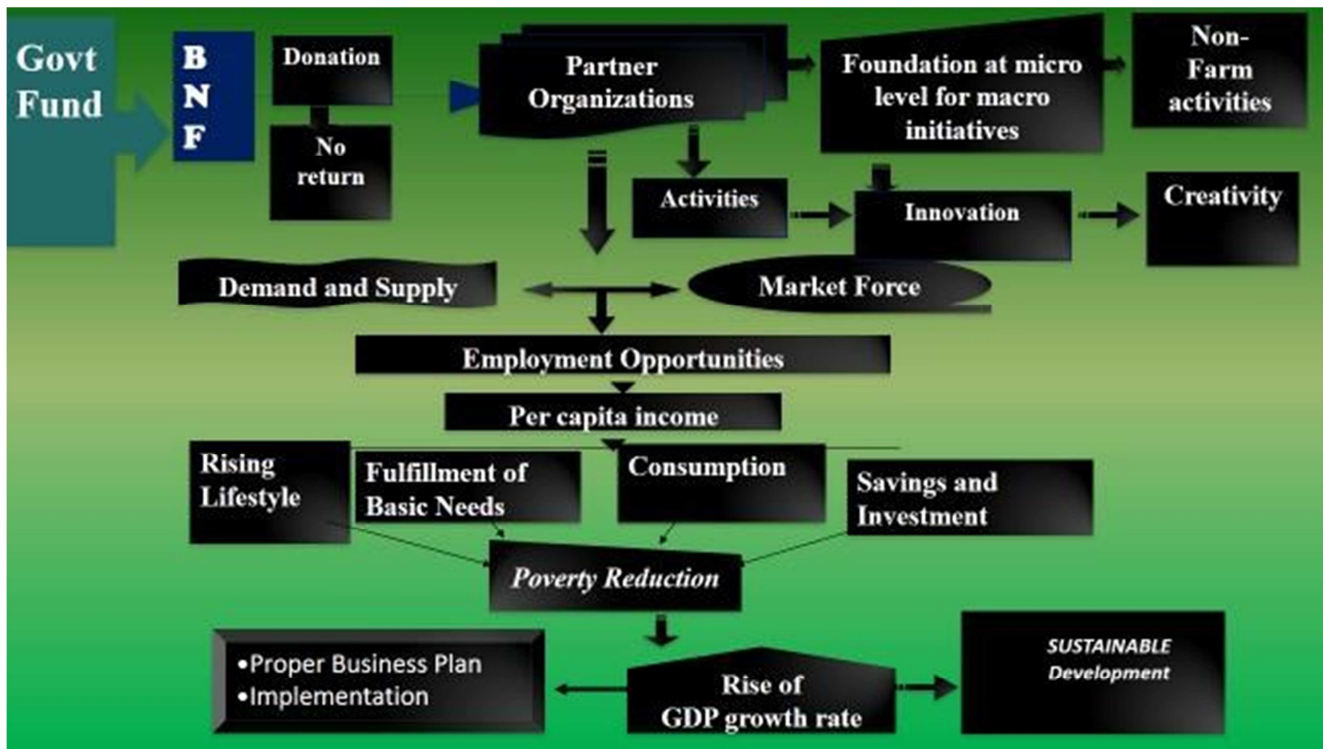 Govt
Fund
B
N
F
Donation
No
return
Partner
Organizations
Foundation at micro
level for macro
initiatives
Non-
Farm
activities
Activities
Innovation
Creativity
Demand and Supply
Market Force
Employment Opportunities
Per capita income
Rising
Lifestyle
Fulfillment of
Basic Needs
Consumption
Savings and
Investment
Poverty Reduction
•Proper Business Plan
•Implementation
Rise of
GDP growth rate
SUSTAINABLE
Development